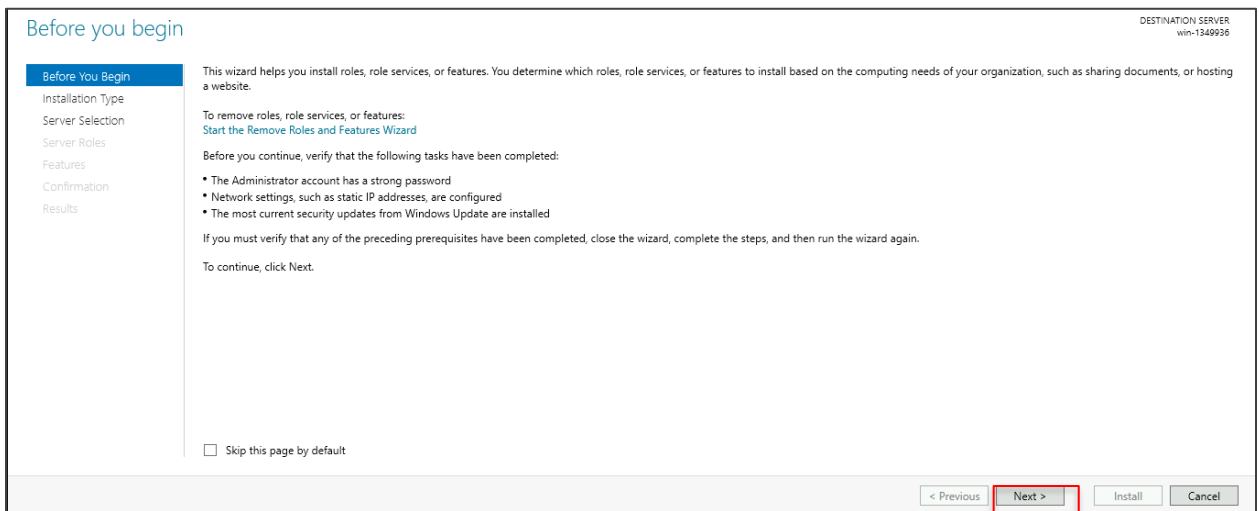 Before you begin
DESTINATION SERVER
win-1349936
Before You Begin
Installation Type
Server Selection
Server Roles
Features
Confirmation
Results
This wizard helps you install roles, role services, or features. You determine which roles, role services, or features to install based on the computing needs of your organization, such as sharing documents, or hosting
a website.
To remove roles, role services, or features:
Start the Remove Roles and Features Wizard
Before you continue, verify that the following tasks have been completed:
• The Administrator account has a strong password
• Network settings, such as static IP addresses, are configured
• The most current security updates from Windows Update are installed
If you must verify that any of the preceding prerequisites have been completed, close the wizard, complete the steps, and then run the wizard again.
To continue, click Next.
Skip this page by default
< Previous
Next >
Install
Cancel